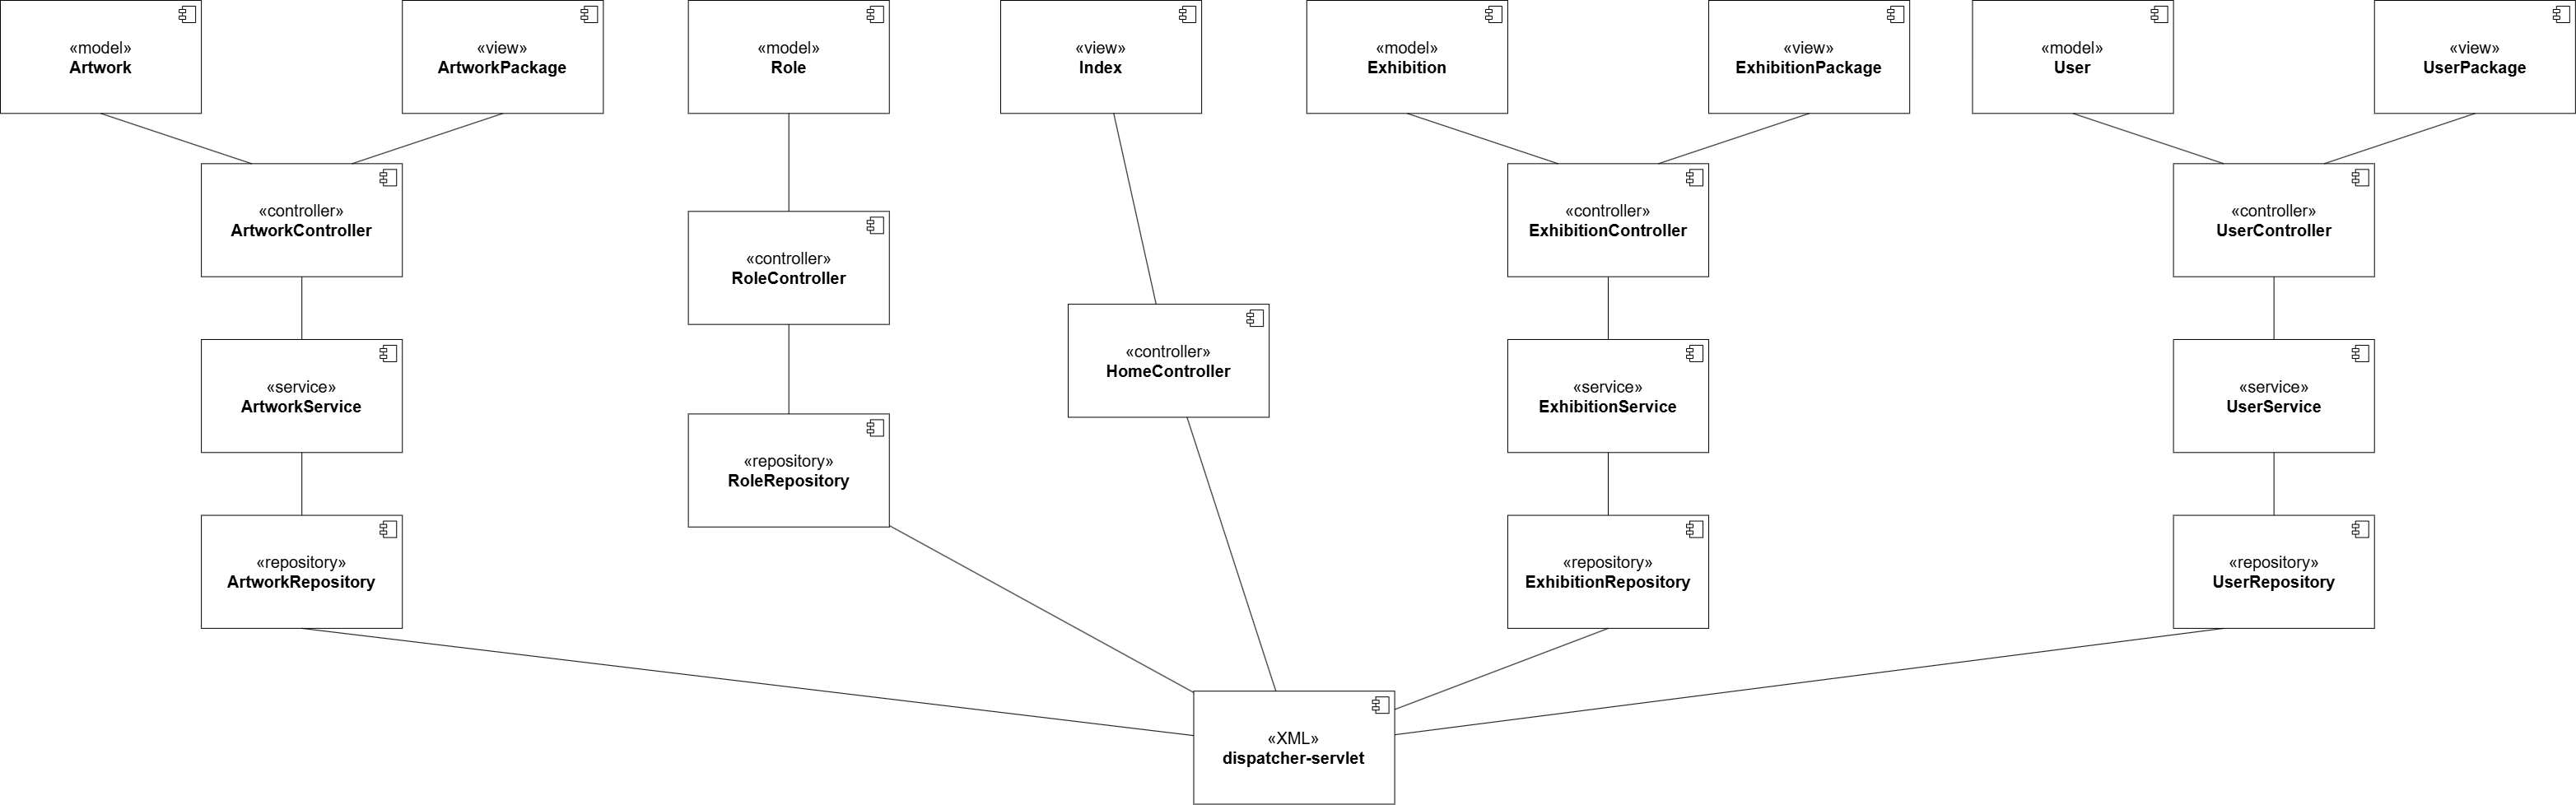 «model»
Artwork
«view»
ArtworkPackage
«model»
Role
«view»
Index
«model»
Exhibition
«view»
ExhibitionPackage
«model»
User
«view»
UserPackage
«controller»
ArtworkController
«controller»
RoleController
«controller»
HomeController
«controller»
ExhibitionController
«controller»
UserController
«service»
ArtworkService
«service»
ExhibitionService
«service»
UserService
«repository»
RoleRepository
«repository»
ArtworkRepository
«repository»
ExhibitionRepository
«repository»
UserRepository
«XML»
dispatcher-servlet